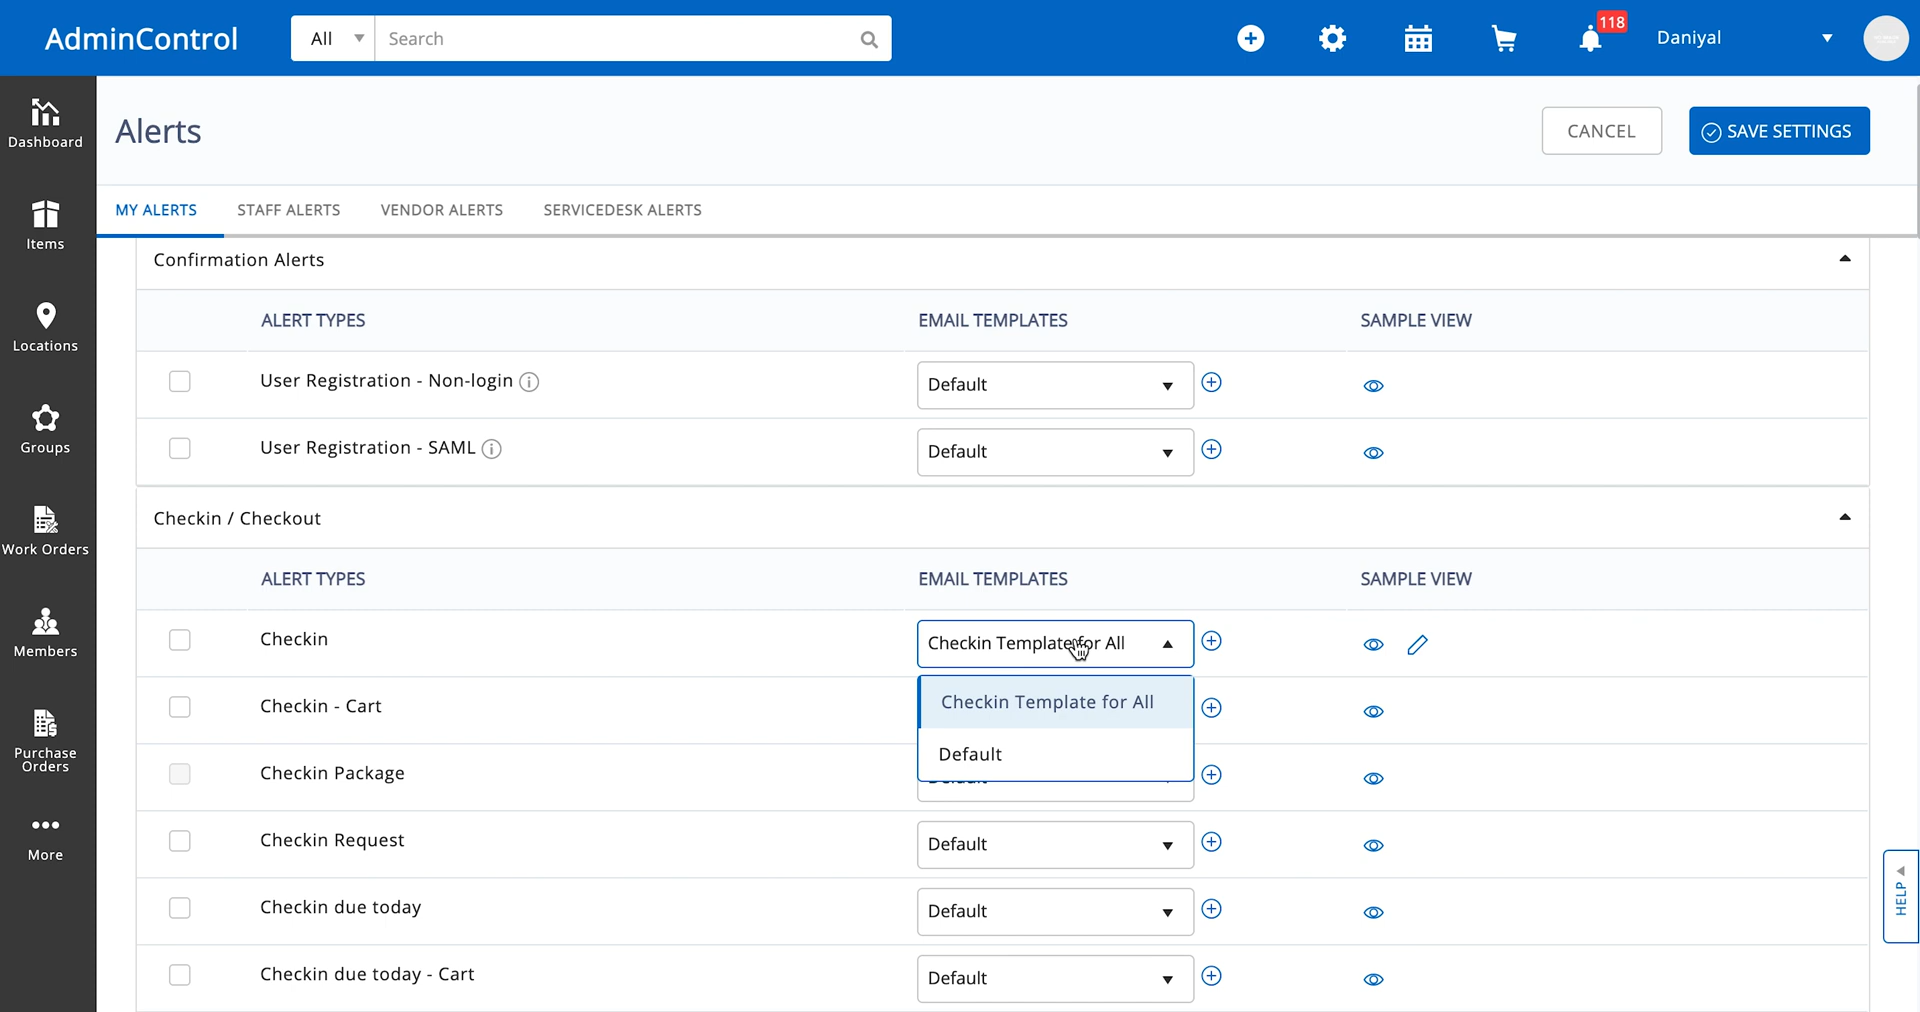 AdminControl
All
Search
118
Daniyal
Dashboard
Items
Locations
Groups
Work Orders
Members
Purchase
Orders
More
Alerts
CANCEL
SAVE SETTINGS
MY ALERTS
STAFF ALERTS
VENDOR ALERTS
SERVICEDESK ALERTS
Confirmation Alerts
ALERT TYPES
EMAIL TEMPLATES
SAMPLE VIEW
User Registration - Non-login
Default
User Registration - SAML
Default
Checkin / Checkout
ALERT TYPES
EMAIL TEMPLATES
SAMPLE VIEW
Checkin
Checkin Template for All
Checkin Template for All
Default
Checkin - Cart
Checkin Package
Checkin Request
Default
Checkin due today
Default
Checkin due today - Cart
Default
HELP